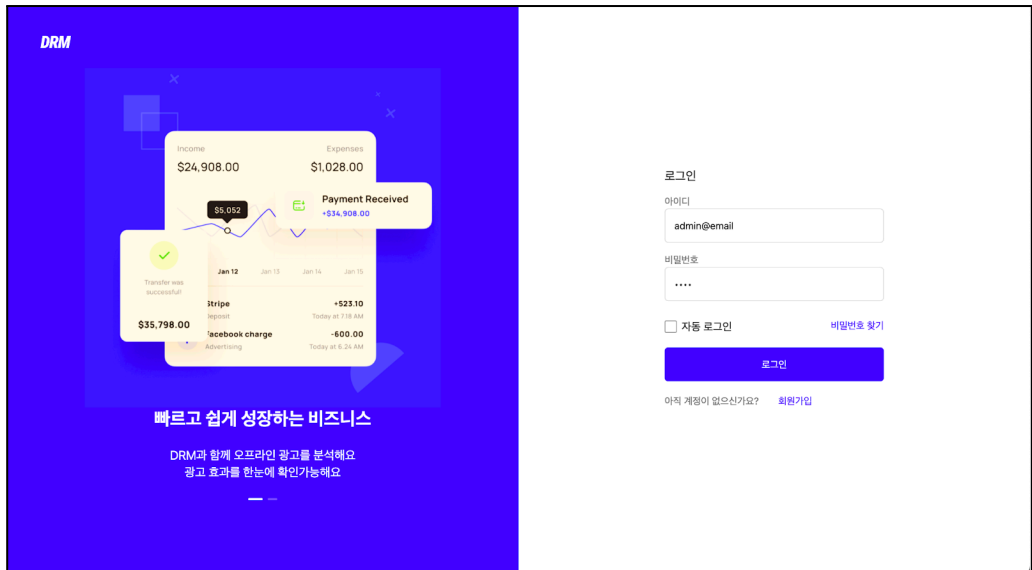 DRM
Income Expenses
$24,908.00 $1,028.00
Payment Received
+$34,908.00
$5,052
Jan 12 Jan 13 Jan 14 Jan 15
Transfer was
successful!
$35,798.00
Stripe +523.10
Deposit Today at 7.18 AM
Facebook charge -600.00
Advertising Today at 6.24 AM
빠르고 쉽게 성장하는 비즈니스
DRM과 함께 오프라인 광고를 분석해요
광고 효과를 한눈에 확인가능해요
로그인
아이디
admin@email
비밀번호
••••
자동 로그인 비밀번호 찾기
로그인
아직 계정이 없으신가요? 회원가입